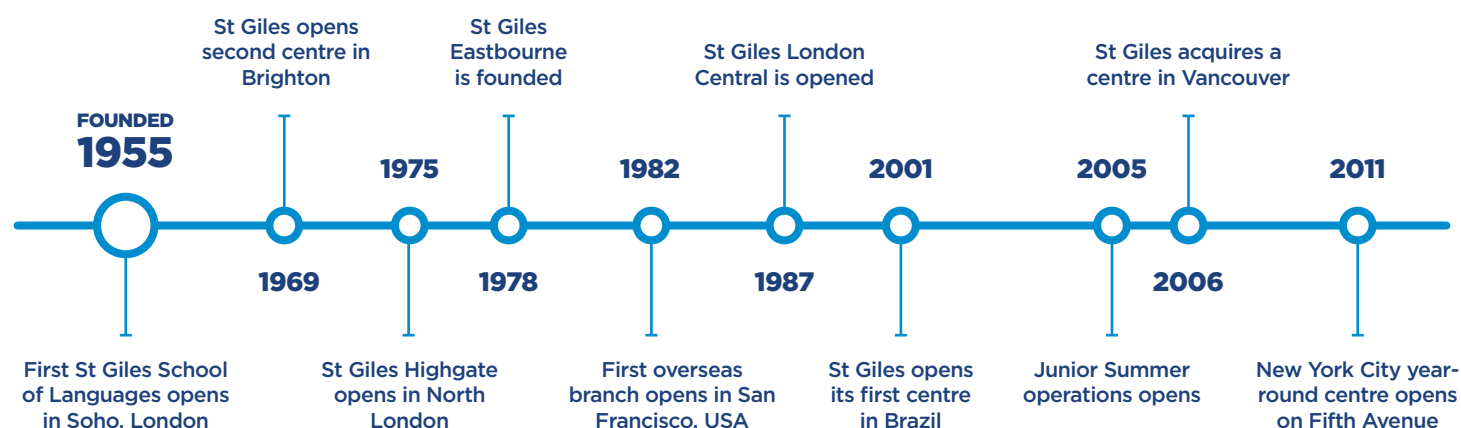 St Giles opens
second centre in
Brighton
St Giles
Eastbourne
is founded
St Giles London
Central is opened
St Giles acquires a
centre in Vancouver
FOUNDED
1955
1975
1982
2001
2005
2011
1969
1978
1987
2006
First St Giles School
of Languages opens
in Soho, London
St Giles Highgate
opens in North
London
First overseas
branch opens in San
Francisco, USA
St Giles opens
its first centre
in Brazil
Junior Summer
operations opens
New York City year-
round centre opens
on Fifth Avenue